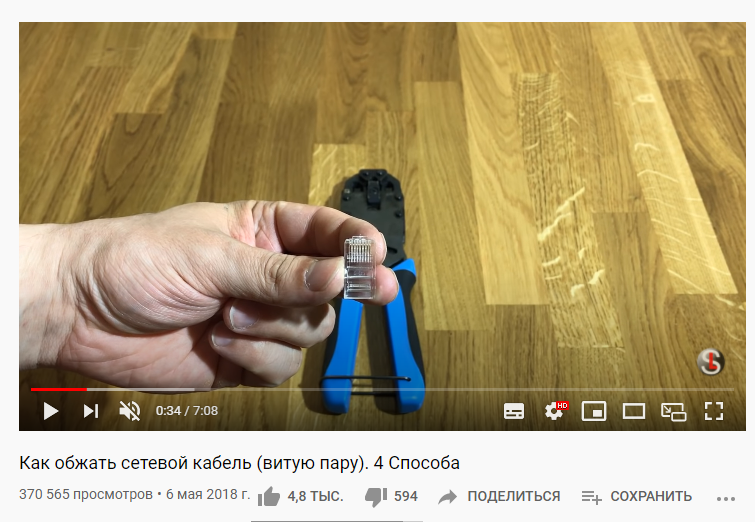 0:34 / 7:08
HD
Как обжать сетевой кабель (витую пару). 4 Способа
370 565 просмотров • 6 мая 2018 г.
4,8 ТЫС.
594
ПОДЕЛИТЬСЯ
СОХРАНИТЬ
...